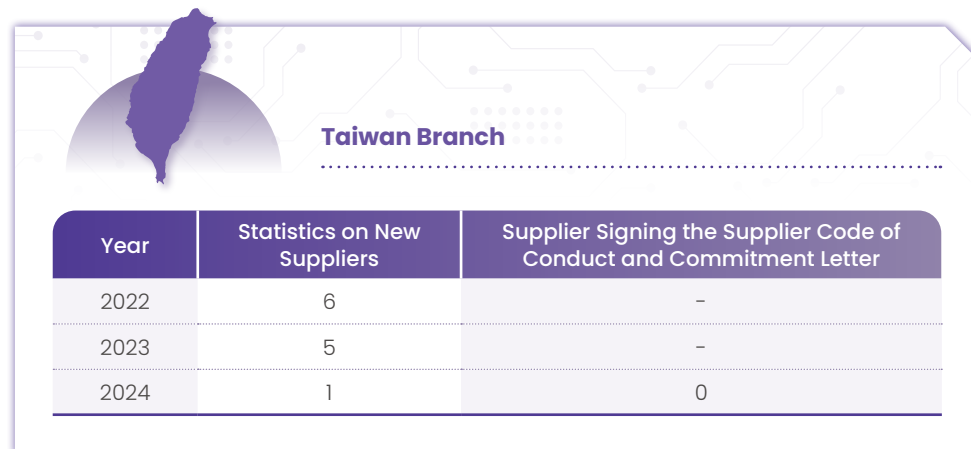 Taiwan Branch
Year
Statistics on New
Suppliers
Supplier Signing the Supplier Code of
Conduct and Commitment Letter
2022 6 -
2023 5 -
2024 1 0